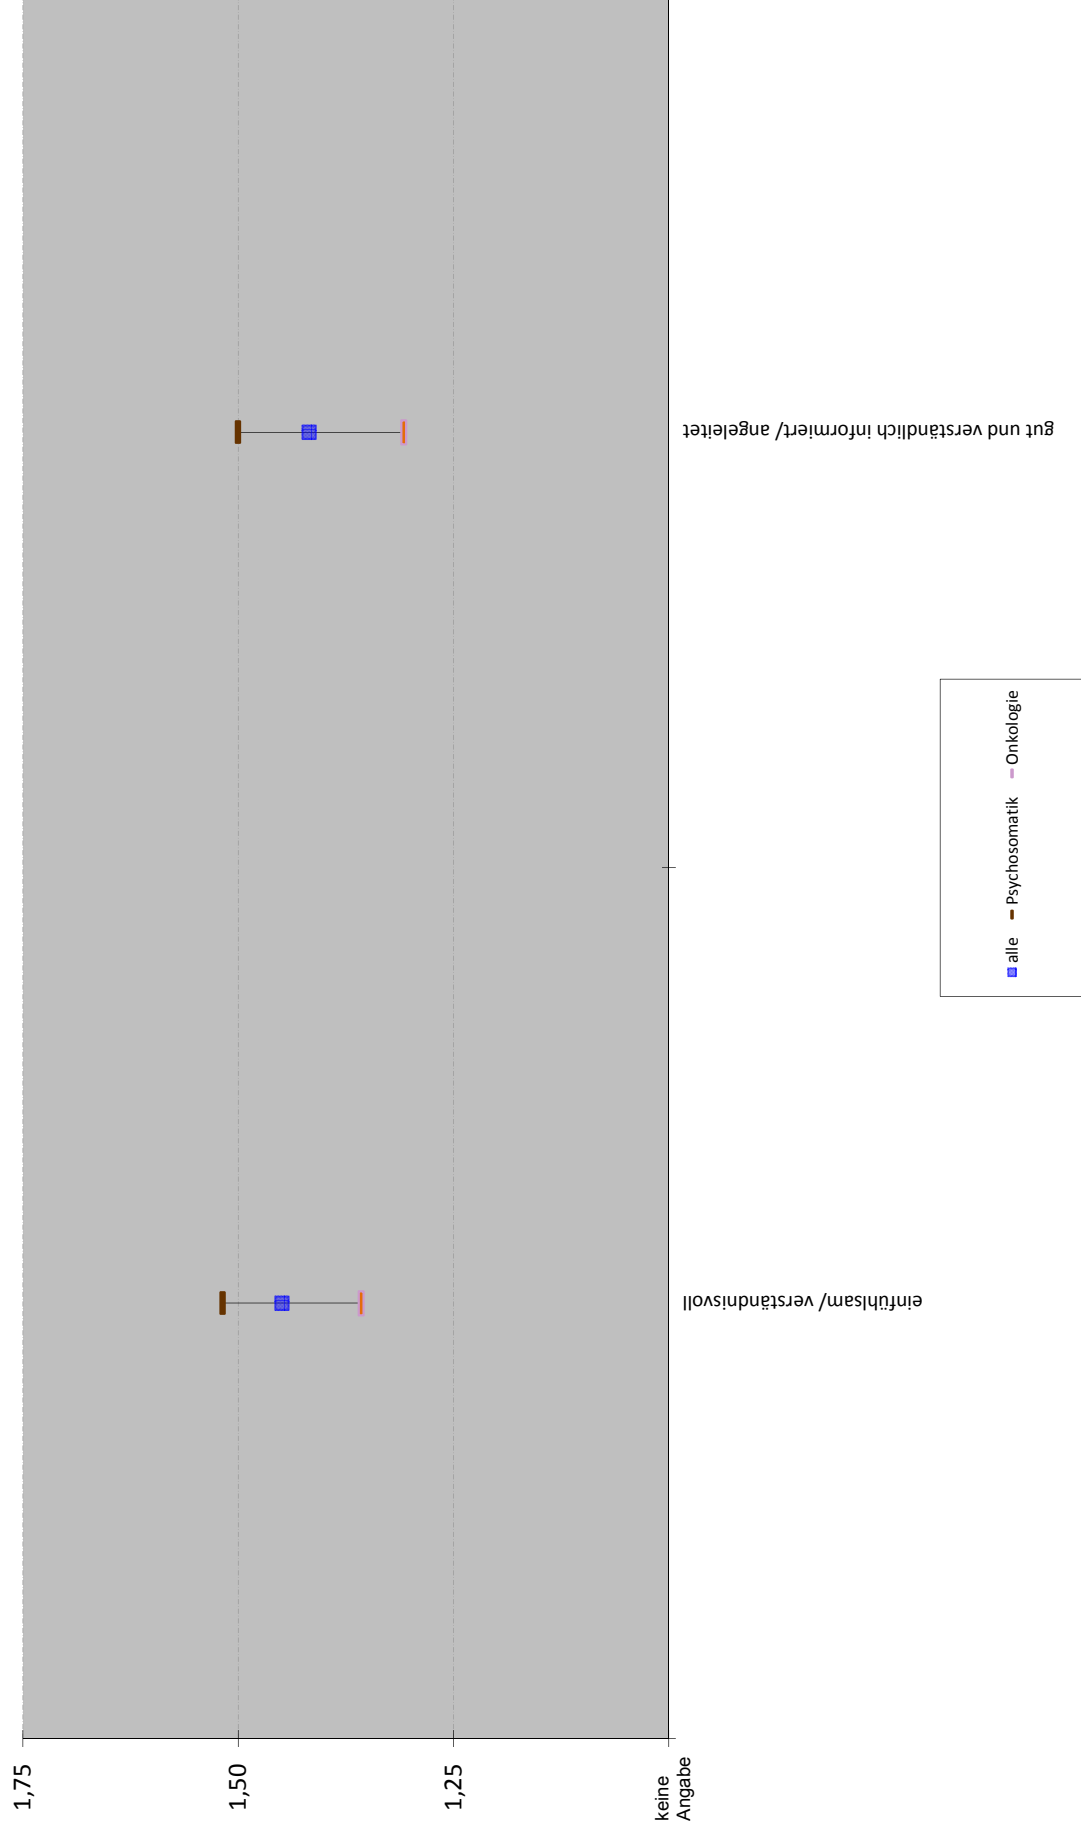 1,75
1,50
1,25
keine
Angabe
einfühlsam/ verständnisvoll
gut und verständlich informiert/ angeleitet
alle
Psychosomatik
Onkologie